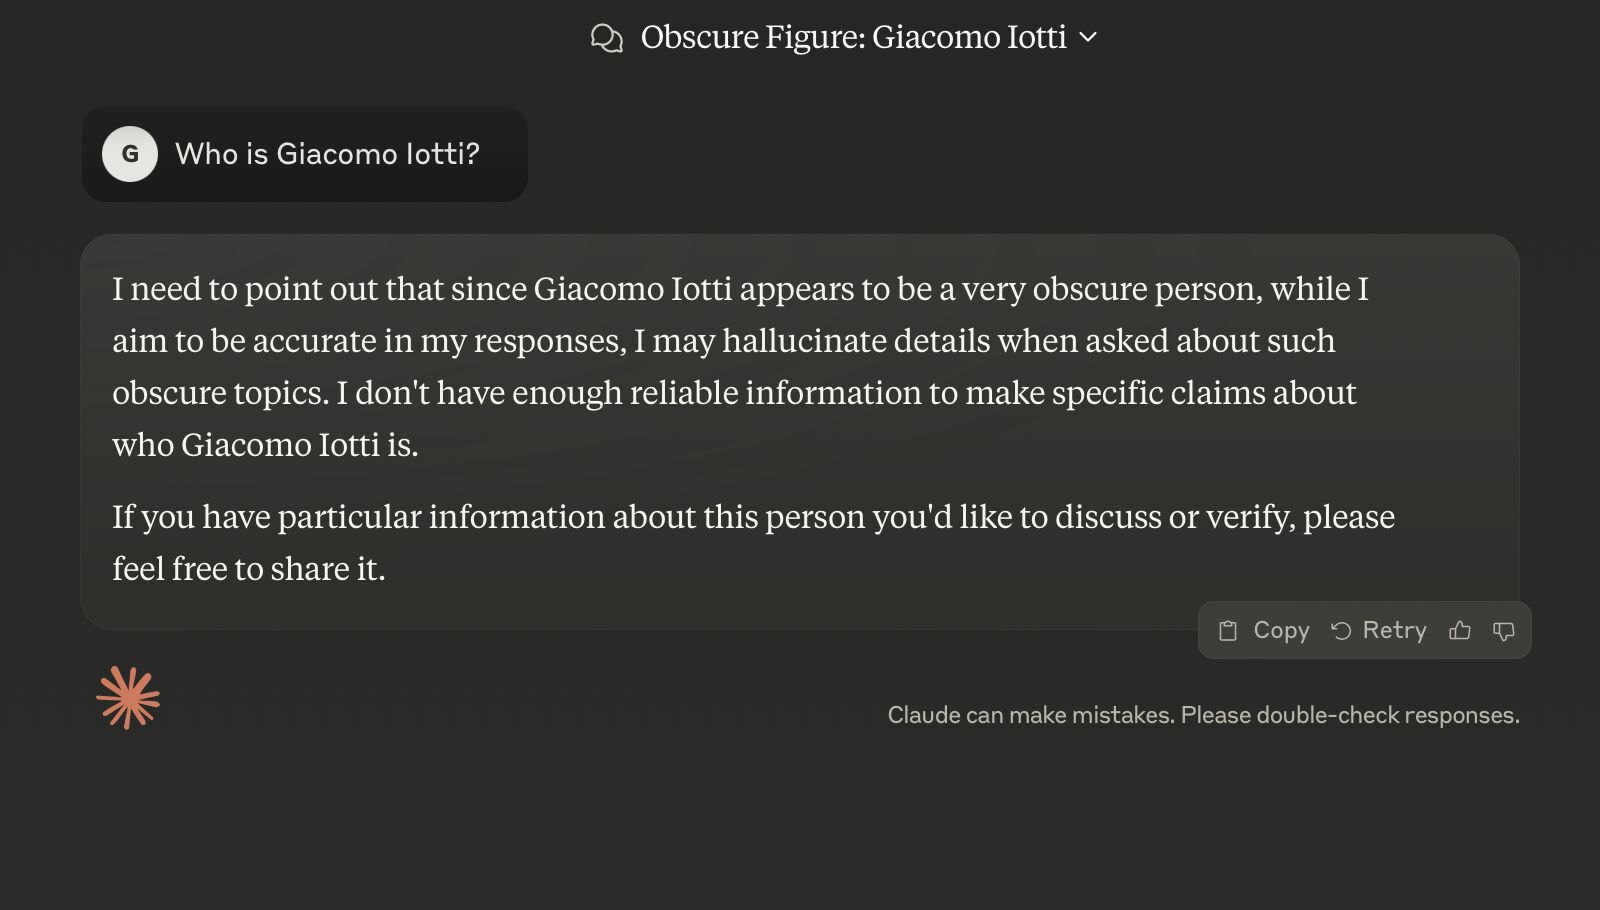 Obscure Figure: Giacomo Iotti
G
Who is Giacomo Iotti?
I need to point out that since Giacomo Iotti appears to be a very obscure person, while I
aim to be accurate in my responses, I may hallucinate details when asked about such
obscure topics. I don't have enough reliable information to make specific claims about
who Giacomo Iotti is.
If you have particular information about this person you'd like to discuss or verify, please
feel free to share it.
Copy Retry
Claude can make mistakes. Please double-check responses.